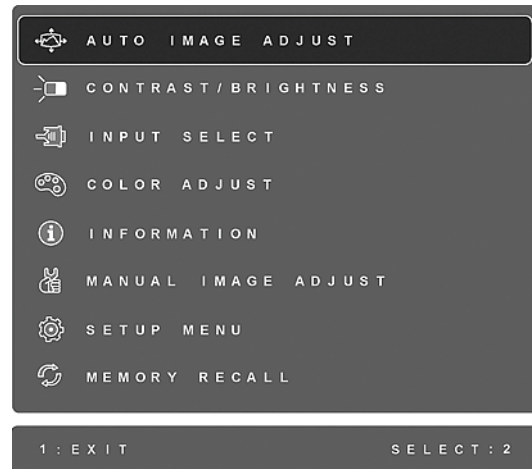 AUTO IMAGE ADJUST
CONTRAST/BRIGHTNESS
INPUT SELECT
COLOR ADJUST
INFORMATION
MANUAL IMAGE ADJUST
SETUP MENU
MEMORY RECALL
1:EXIT SELECT:2